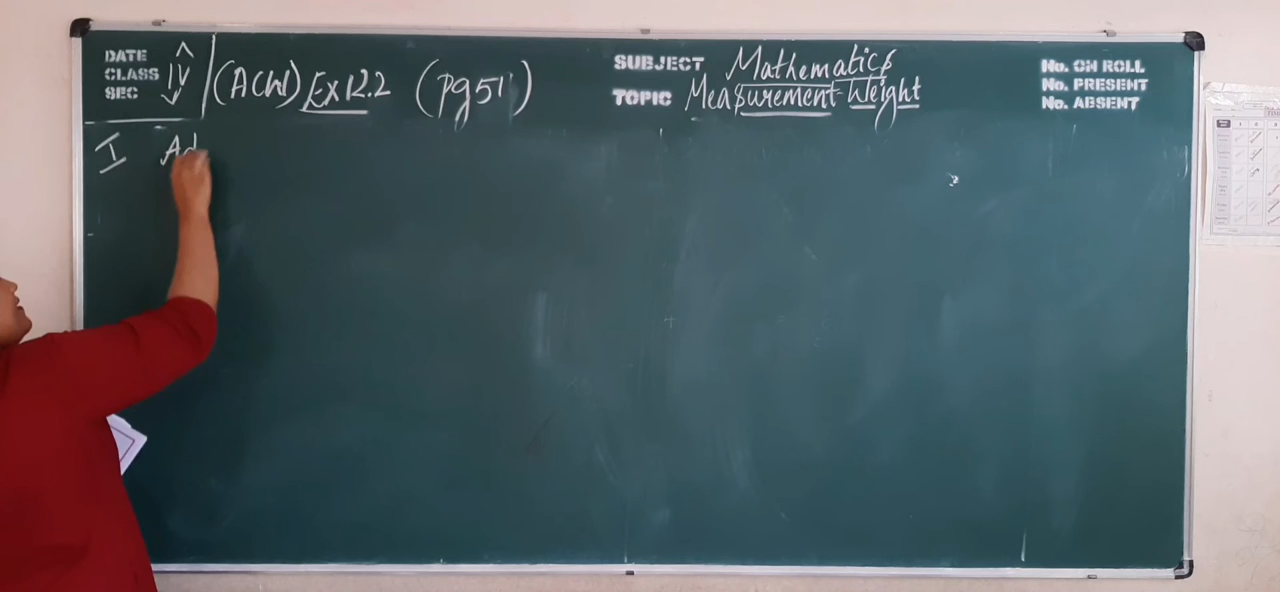 DATE
CLASS IV
SEC
(ACW) Ex 12.2 (Pg 51)
SUBJECT Mathematics
TOPIC Measurement Weight
No. ON ROLL
No. PRESENT
No. ABSENT
I Ad